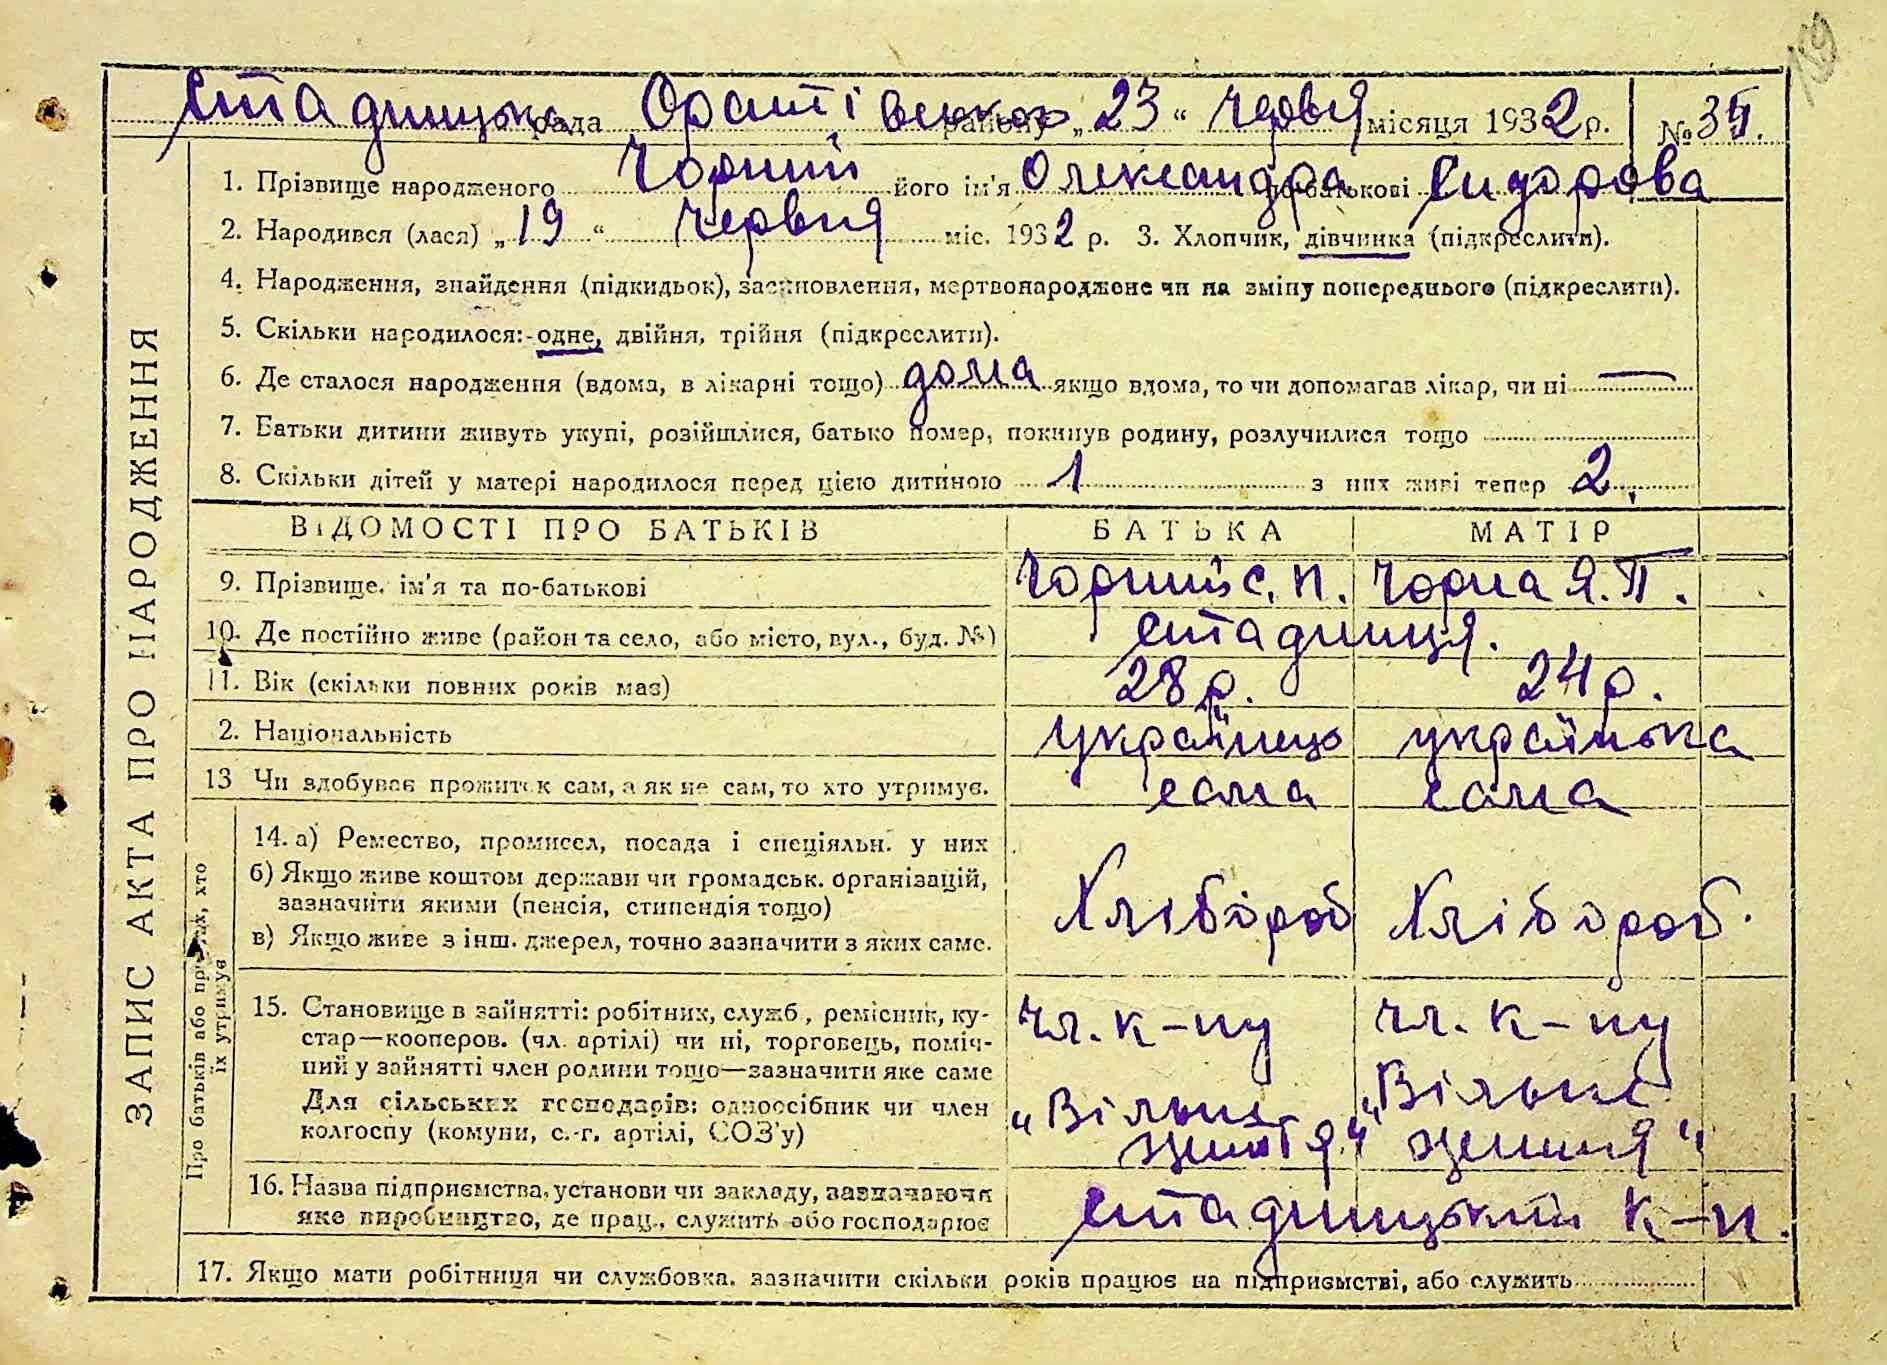 159
Стадницька рада Оратівського району „ 23 “ червня місяця 1932 р. №
1. Прізвище народженого Чорний його ім'я Олександра по-батькові Сидорова
2. Народився (лася) „ 19 “ червня міс. 1932 р. 3. Хлопчик, дівчинка (підкреслити).
4. Народження, знайдення (підкидьок), засиновлення, мертвонароджене чи на зміну попереднього (підкреслити).
5. Скільки народилося: одне, двійня, трійня (підкреслити).
6. Де сталося народження (вдома, в лікарні тощо) дома якщо вдома, то чи допомагав лікар, чи ні —
7. Батьки дитини живуть укупі, розійшлися, батько помер, покинув родину, розлучилися тощо
8. Скільки дітей у матері народилося перед цією дитиною 1 з них живі тепер 2.
ВІДОМОСТІ ПРО БАТЬКІВ БАТЬКА МАТІР
9. Прізвище, ім'я та по-батькові Чорний С. П. Чорна Я. П.
10. Де постійно живе (район та село, або місто, вул., буд. №) Стадниця.
11. Вік (скільки повних років має) 28 р. 24 р.
2. Національність українець українька
13 Чи здобуває прожиток сам, а як не сам, то хто утримує. сама сама
14. а) Ремество, промисел, посада і спеціяльн. у них
б) Якщо живе коштом держави чи громадськ. організацій,
зазначити якими (пенсія, стипендія тощо) Хлібороб Хлібороб.
в) Якщо живе з інш. джерел, точно зазначити з яких саме.
15. Становище в зайнятті: робітник, служб, ремісник, ку- чл. к-пу чл. к-пу
стар—кооперов. (чл. артілі) чи ні, торговець, поміч-
ний у зайнятті член родини тощо—зазначити яке саме
Для сільських господарів: одноосібник чи член „Вільне „Вільне
колгоспу (комуни, с.-г. артілі, СОЗ'у) життя“
16. Назва підприємства, установи чи закладу, зазначаючи
яке виробництво, де прац., служить або господарює Стадницький к-п.
17. Якщо мати робітниця чи службовка, зазначити скільки років працює на підприємстві, або служить
ЗАПИС АКТА ПРО НАРОДЖЕННЯ
Про батьків або про тих, хто
їх утримує